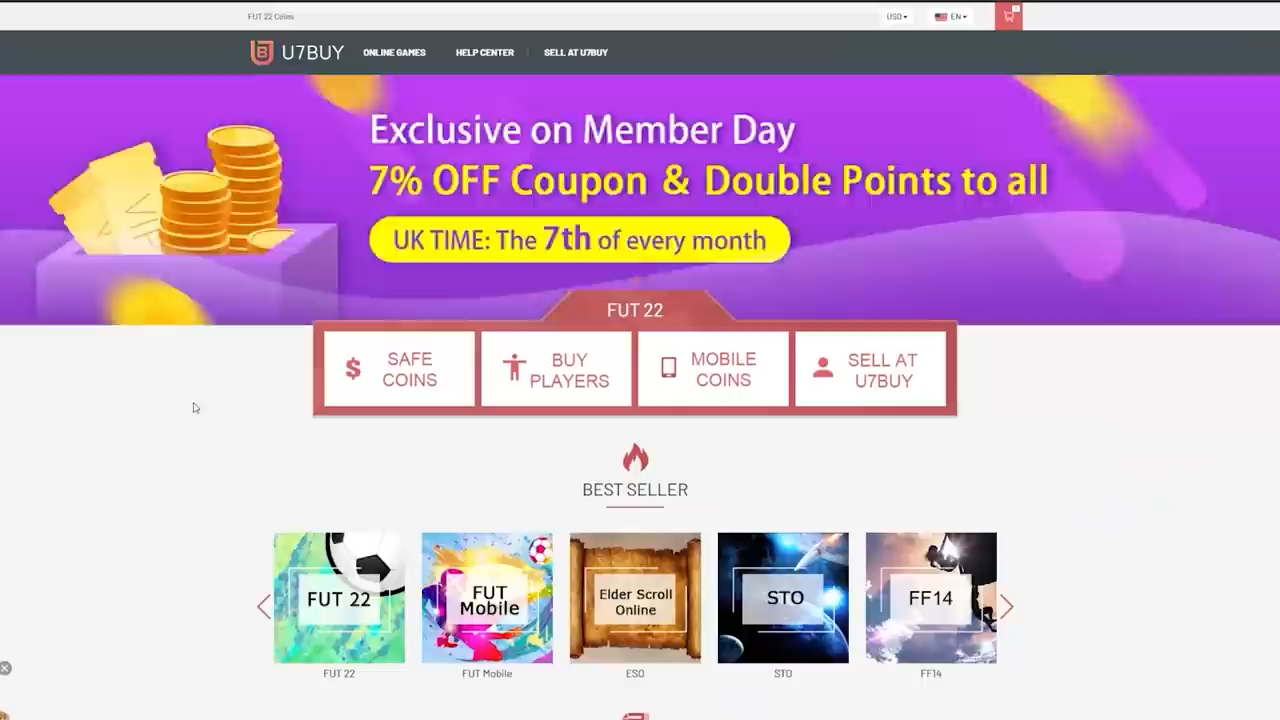 FUT 22 Coins
USD
EN
U7BUY
ONLINE GAMES
HELP CENTER
SELL AT U7BUY
Exclusive on Member Day
7% OFF Coupon & Double Points to all
UK TIME: The 7th of every month
FUT 22
SAFE
COINS
BUY
PLAYERS
MOBILE
COINS
SELL AT
U7BUY
BEST SELLER
FUT 22
FUT
Mobile
Elder Scroll
Online
STO
FF14
FUT 22
FUT Mobile
ESO
STO
FF14